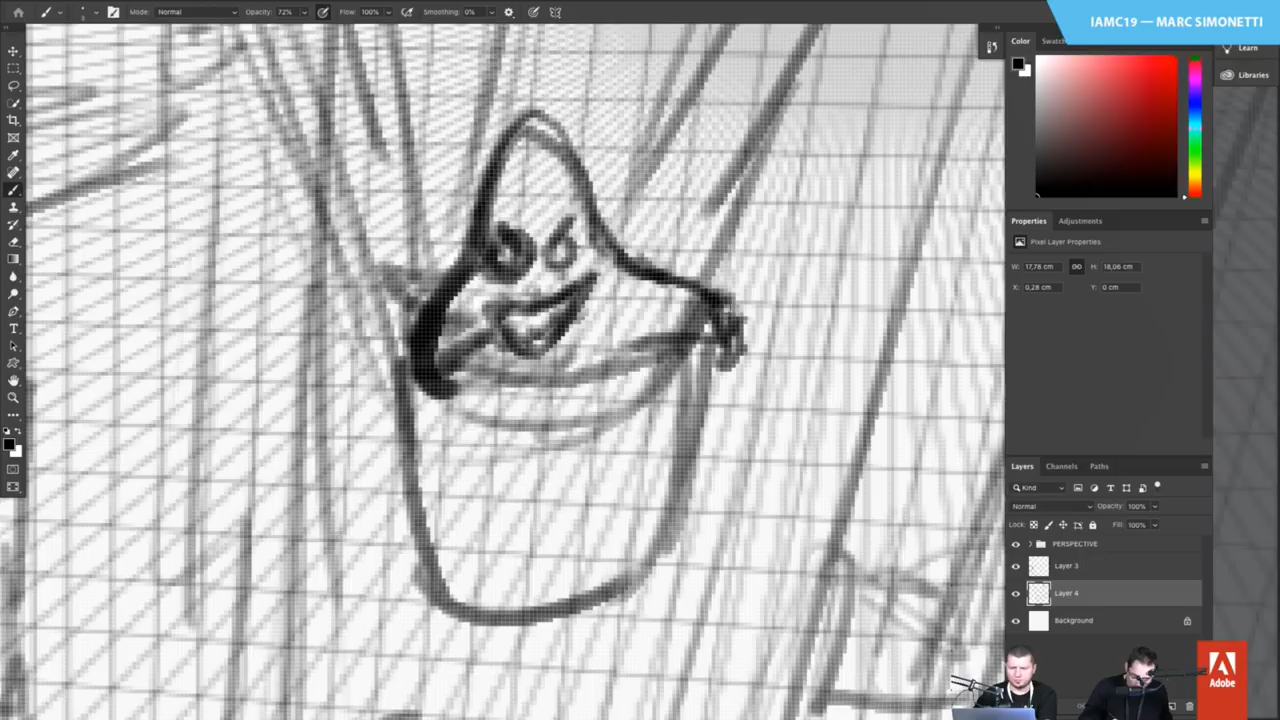 Mode: Normal Opacity: 72% Flow: 100% Smoothing: 0%
IAMC19 — MARC SIMONETTI
Color
Learn
Libraries
Properties Adjustments
Pixel Layer Properties
W: 17,78 cm H: 18,06 cm
X: 0,28 cm Y: 0 cm
Layers Channels Paths
Kind
Normal Opacity: 100%
Lock: Fill: 100%
PERSPECTIVE
Layer 3
Layer 4
Background
Adobe